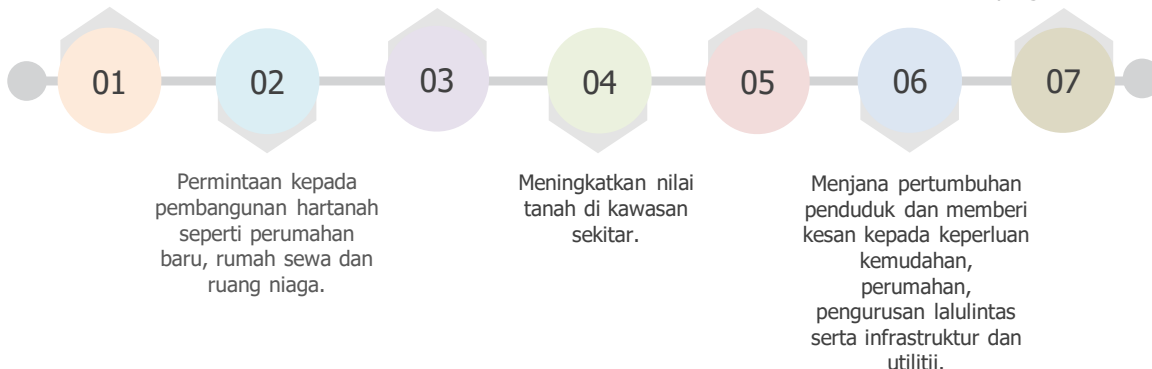 01
02
03
04
05
06
07
Permintaan kepada
pembangunan hartanah
seperti perumahan
baru, rumah sewa dan
ruang niaga.
Meningkatkan nilai
tanah di kawasan
sekitar.
Menjana pertumbuhan
penduduk dan memberi
kesan kepada keperluan
kemudahan,
perumahan,
pengurusan lalulintas
serta infrastruktur dan
utilitii.